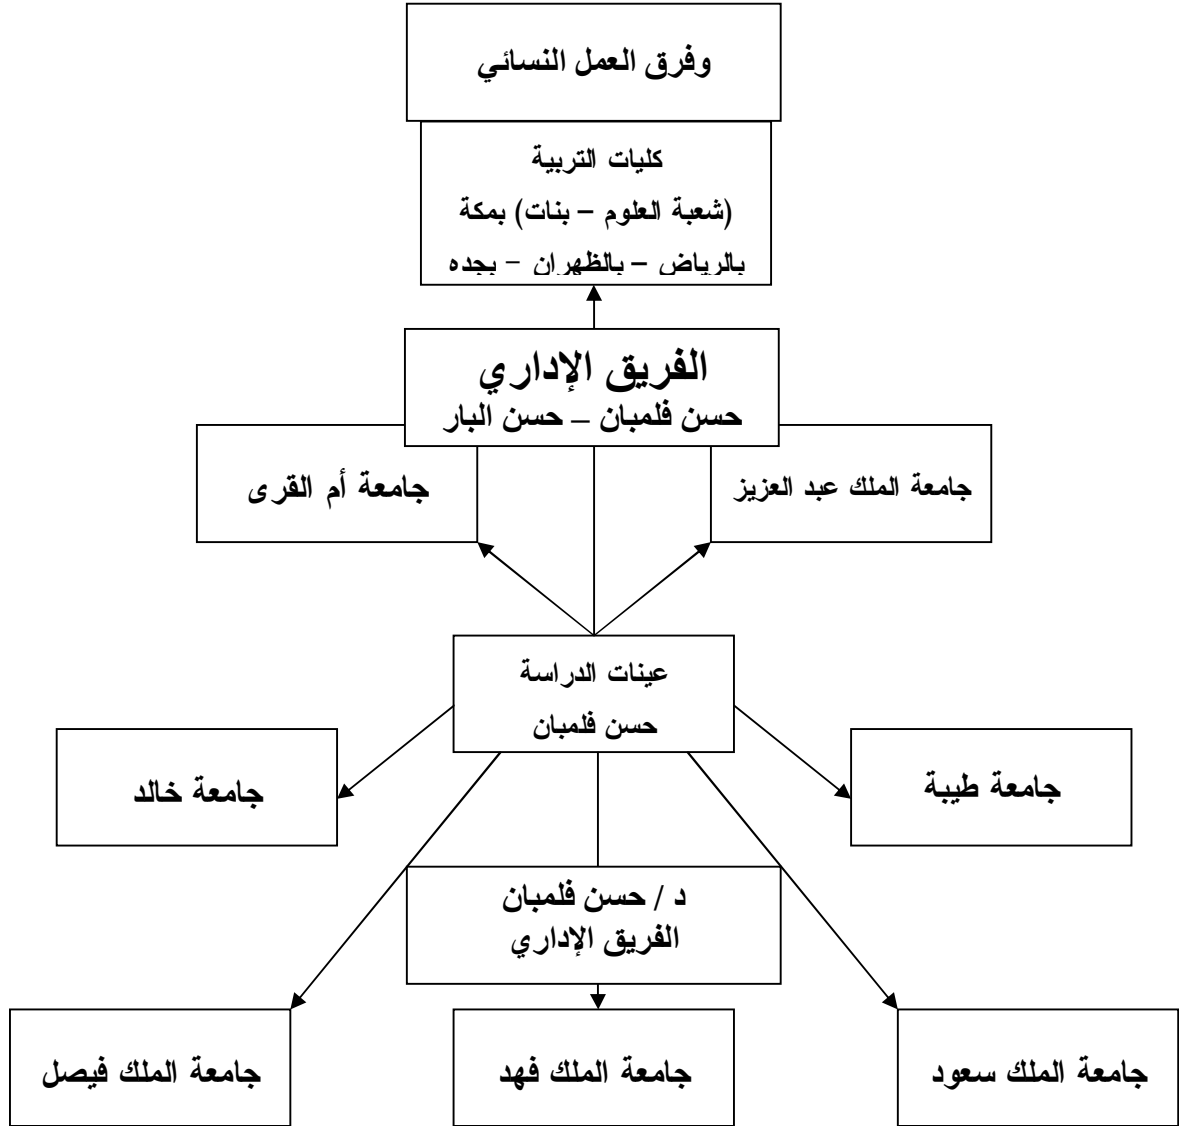 وفرق العمل النسائي
كليات التربية
(شعبة العلوم – بنات) بمكة
بالرياض – بالظهران - بجده
الفريق الإداري
حسن فلمبان – حسن البار
جامعة الملك عبد العزيز
جامعة أم القرى
عينات الدراسة
حسن فلمبان
جامعة طيبة
جامعة خالد
د / حسن فلمبان
الفريق الإداري
جامعة الملك سعود
جامعة الملك فهد
جامعة الملك فيصل